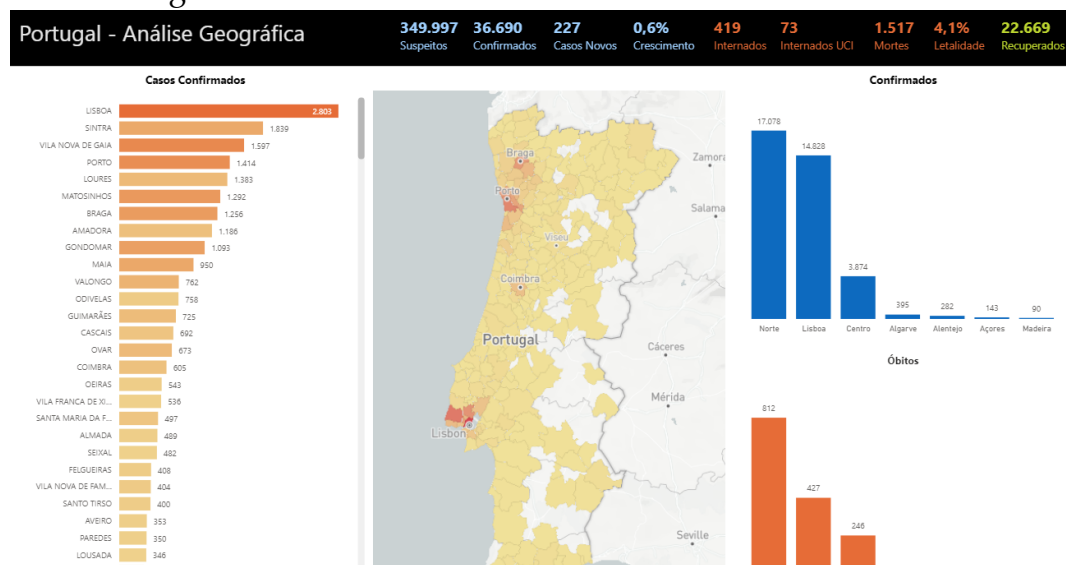 Portugal - Análise Geográfica
349.997 36.690 227 0,6% 419 73 1.517 4,1% 22.669
Suspeitos Confirmados Casos Novos Crescimento Internados Internados UCI Mortes Letalidade Recuperados
Casos Confirmados
LISBOA 2.803
SINTRA 1.839
VILA NOVA DE GAIA 1.597
PORTO 1.414
LOURES 1.383
MATOSINHOS 1.292
BRAGA 1.256
AMADORA 1.186
GONDOMAR 1.093
MAIA 950
VALONGO 762
ODIVELAS 758
GUIMARÃES 725
CASCAIS 692
OVAR 673
COIMBRA 605
OEIRAS 543
VILA FRANCA DE XI... 536
SANTA MARIA DA F... 497
ALMADA 489
SEIXAL 482
FELGUEIRAS 408
VILA NOVA DE FAM... 404
SANTO TIRSO 400
AVEIRO 353
PAREDES 350
LOUSADA 346
Braga
Zamora
Porto
Salama
Viseu
Coimbra
Portugal
Cáceres
Mérida
Lisbon
Seville
Confirmados
17.078 14.828 3.874 395 282 143 90
Norte Lisboa Centro Algarve Alentejo Açores Madeira
Óbitos
812 427 246